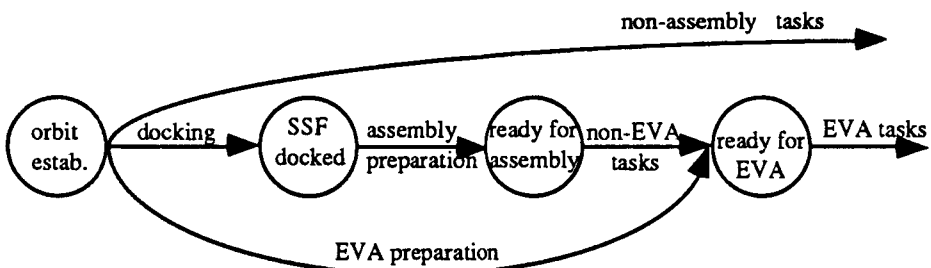 non-assembly tasks
orbit
estab.
docking
SSF
docked
assembly
preparation
ready for
assembly
non-EVA
tasks
ready for
EVA
EVA tasks
EVA preparation